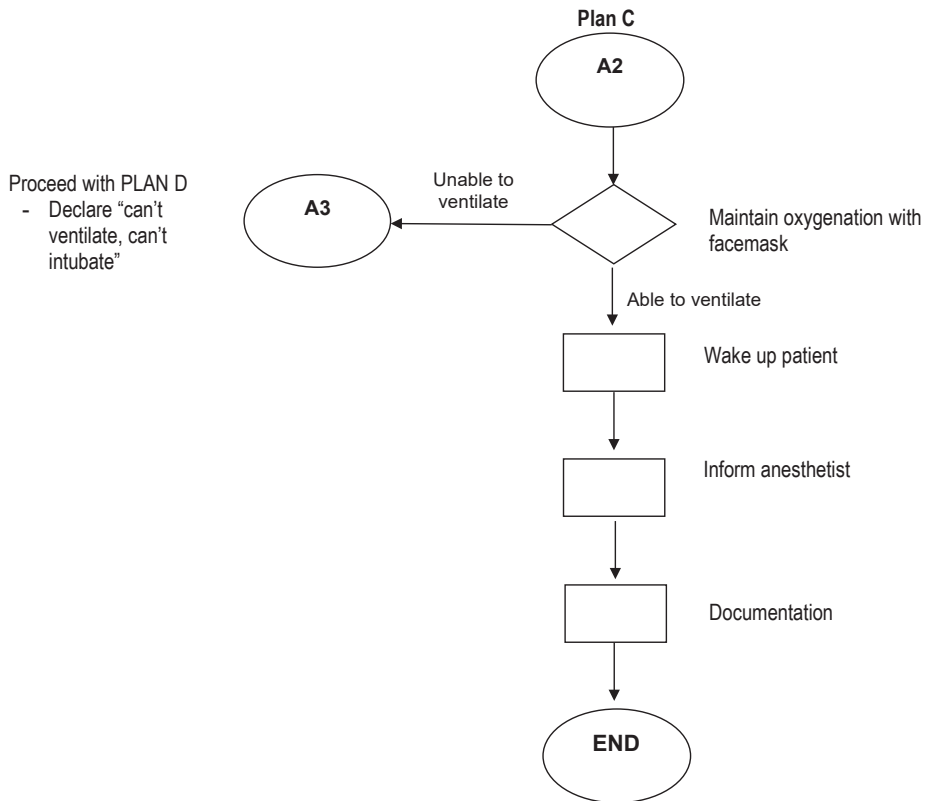 Plan C
A2
Proceed with PLAN D
- Declare “can’t
ventilate, can’t
intubate”
A3
Unable to
ventilate
Maintain oxygenation with
facemask
Able to ventilate
Wake up patient
Inform anesthetist
Documentation
END